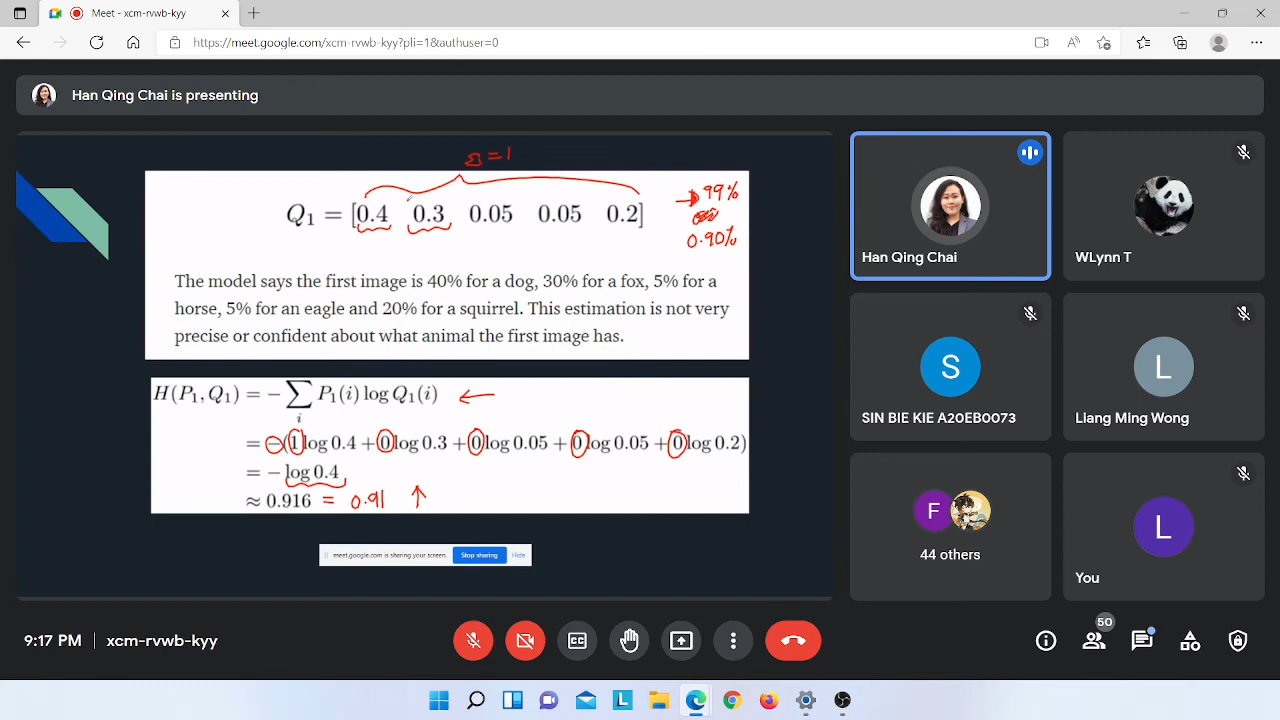 Meet - xcm-rvwb-kyy
https://meet.google.com/xcm-rvwb-kyy?pli=1&authuser=0
Han Qing Chai is presenting
Σ = 1
Q₁ = [0.4 0.3 0.05 0.05 0.2]
→ 99%
0.90%
The model says the first image is 40% for a dog, 30% for a fox, 5% for a
horse, 5% for an eagle and 20% for a squirrel. This estimation is not very
precise or confident about what animal the first image has.
H(P₁, Q₁) = − ∑ P₁(i) log Q₁(i) ←
i
= −(1 log 0.4 + 0 log 0.3 + 0 log 0.05 + 0 log 0.05 + 0 log 0.2)
= − log 0.4
≈ 0.916 = 0.91 ↑
meet.google.com is sharing your screen. Stop sharing Hide
Han Qing Chai
WLynn T
S
SIN BIE KIE A20EB0073
L
Liang Ming Wong
F
44 others
L
You
9:17 PM | xcm-rvwb-kyy
CC
50
L